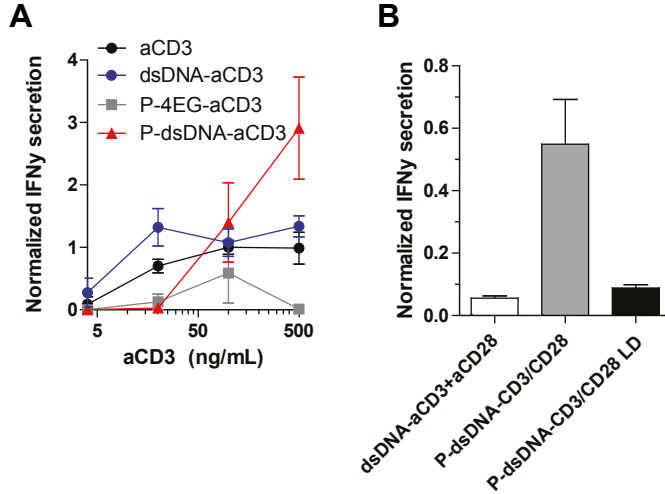 A
aCD3
dsDNA-aCD3
P-4EG-aCD3
P-dsDNA-aCD3
Normalized IFNy secretion
4
3
2
1
0
5
50
500
aCD3 (ng/mL)
B
Normalized IFNy secretion
0.8
0.6
0.4
0.2
0.0
dsDNA-aCD3+aCD28
P-dsDNA-CD3/CD28
P-dsDNA-CD3/CD28 LD